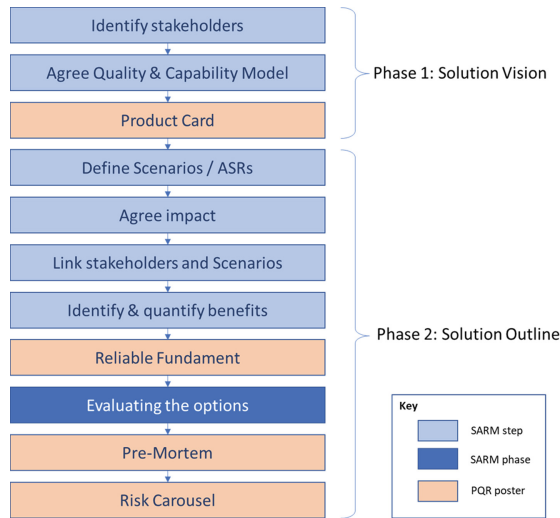 Identify stakeholders
Agree Quality & Capability Model
Product Card
Phase 1: Solution Vision
Define Scenarios / ASRs
Agree impact
Link stakeholders and Scenarios
Identify & quantify benefits
Reliable Fundament
Evaluating the options
Pre-Mortem
Risk Carousel
Phase 2: Solution Outline
Key
SARM step
SARM phase
PQR poster